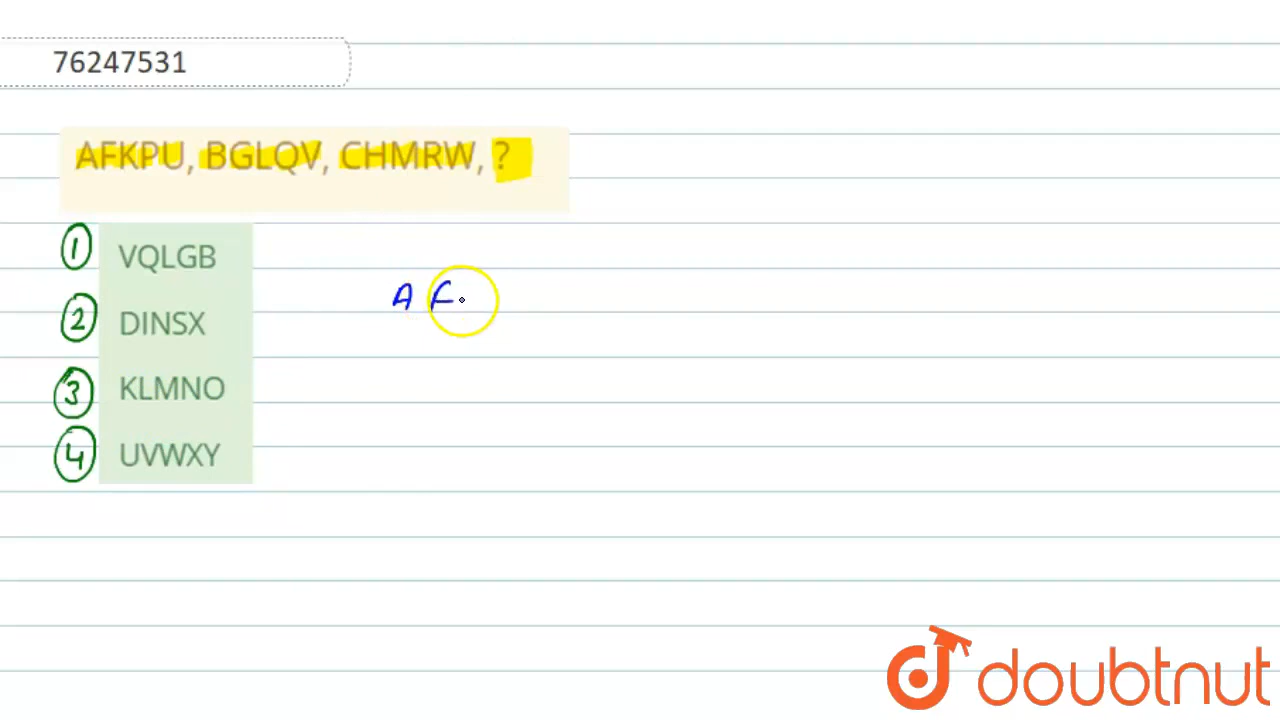 76247531
AFKPU, BGLQV, CHMRW, ?
1 VQLGB
2 DINSX
3 KLMNO
4 UVWXY
A F
doubtnut